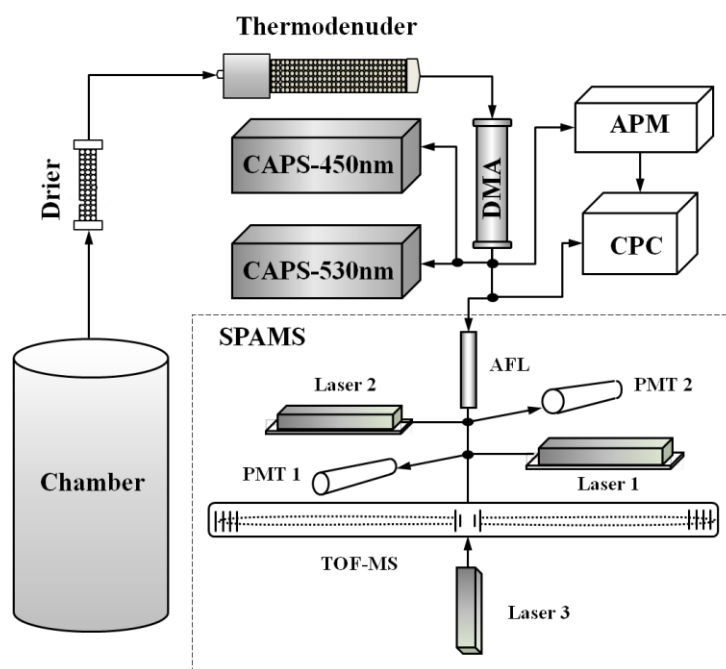 Thermodenuder
Drier
CAPS-450nm
DMA
APM
CAPS-530nm
CPC
SPAMS
AFL
Laser 2
PMT 2
Chamber
PMT 1
Laser 1
TOF-MS
Laser 3